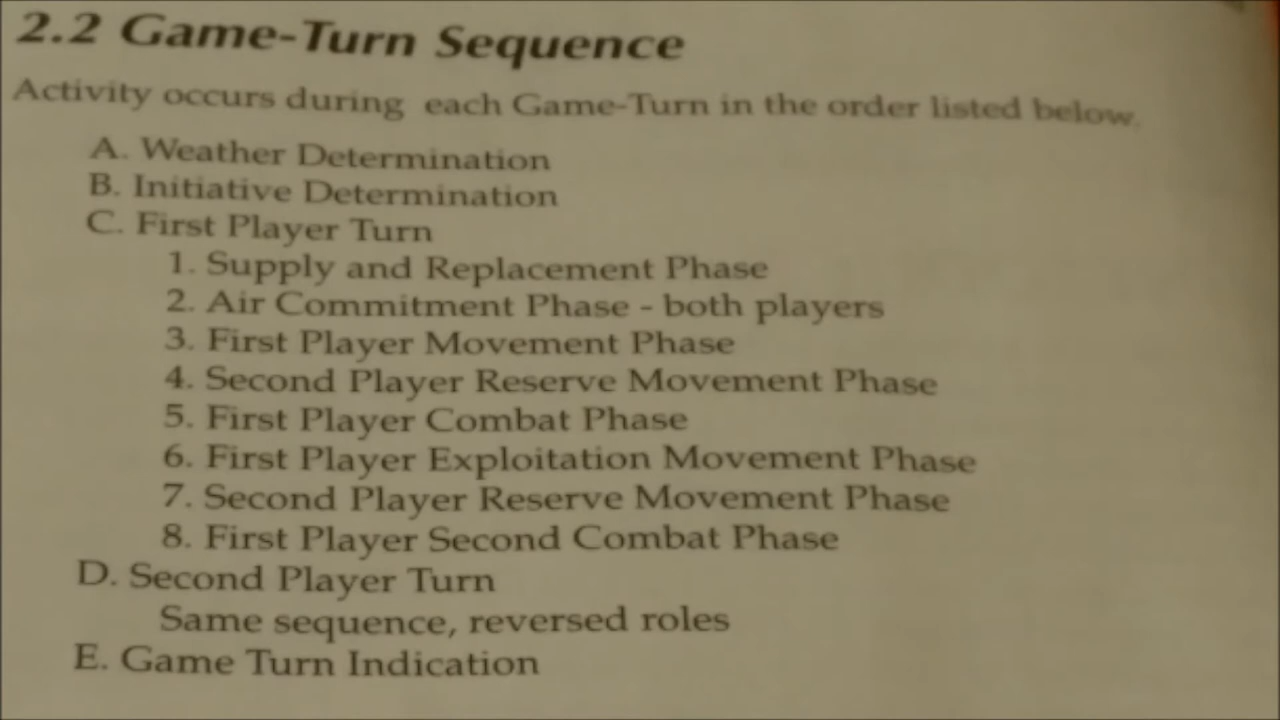 2.2 Game-Turn Sequence
Activity occurs during each Game-Turn in the order listed below.
A. Weather Determination
B. Initiative Determination
C. First Player Turn
1. Supply and Replacement Phase
2. Air Commitment Phase - both players
3. First Player Movement Phase
4. Second Player Reserve Movement Phase
5. First Player Combat Phase
6. First Player Exploitation Movement Phase
7. Second Player Reserve Movement Phase
8. First Player Second Combat Phase
D. Second Player Turn
Same sequence, reversed roles
E. Game Turn Indication